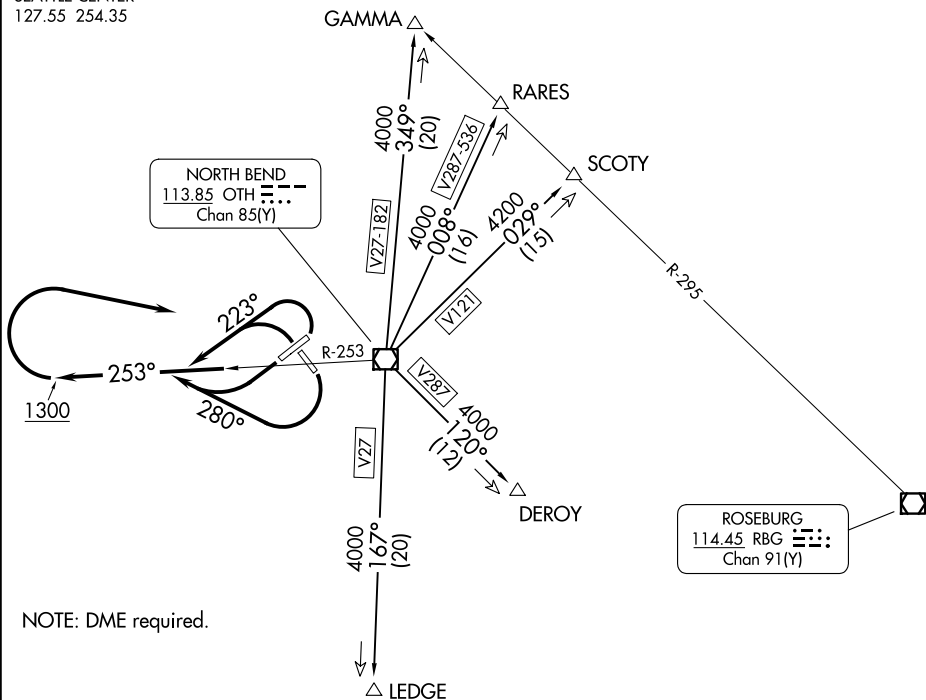 127.55 254.35
GAMMA
RARES
SCOTY
4000
349°
(20)
V27-182
V287-536
4000
008°
(16)
4200
029°
(15)
V121
NORTH BEND
113.85 OTH
Chan 85(Y)
R-295
223°
R-253
253°
1300
280°
V287
4000
120°
(12)
DEROY
V27
4000
167°
(20)
ROSEBURG
114.45 RBG
Chan 91(Y)
NOTE: DME required.
LEDGE